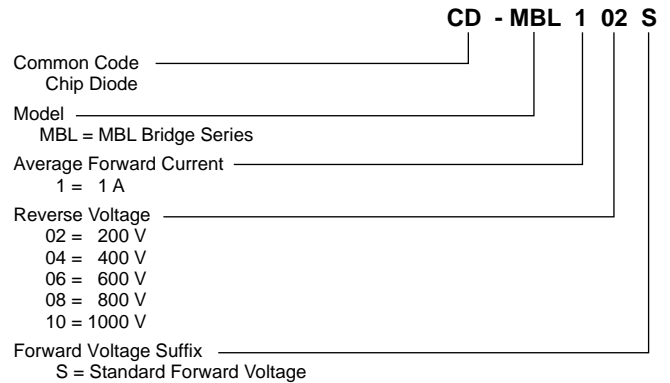 CD - MBL 1 02 S
Common Code
Chip Diode
Model
MBL = MBL Bridge Series
Average Forward Current
1 = 1 A
Reverse Voltage
02 = 200 V
04 = 400 V
06 = 600 V
08 = 800 V
10 = 1000 V
Forward Voltage Suffix
S = Standard Forward Voltage